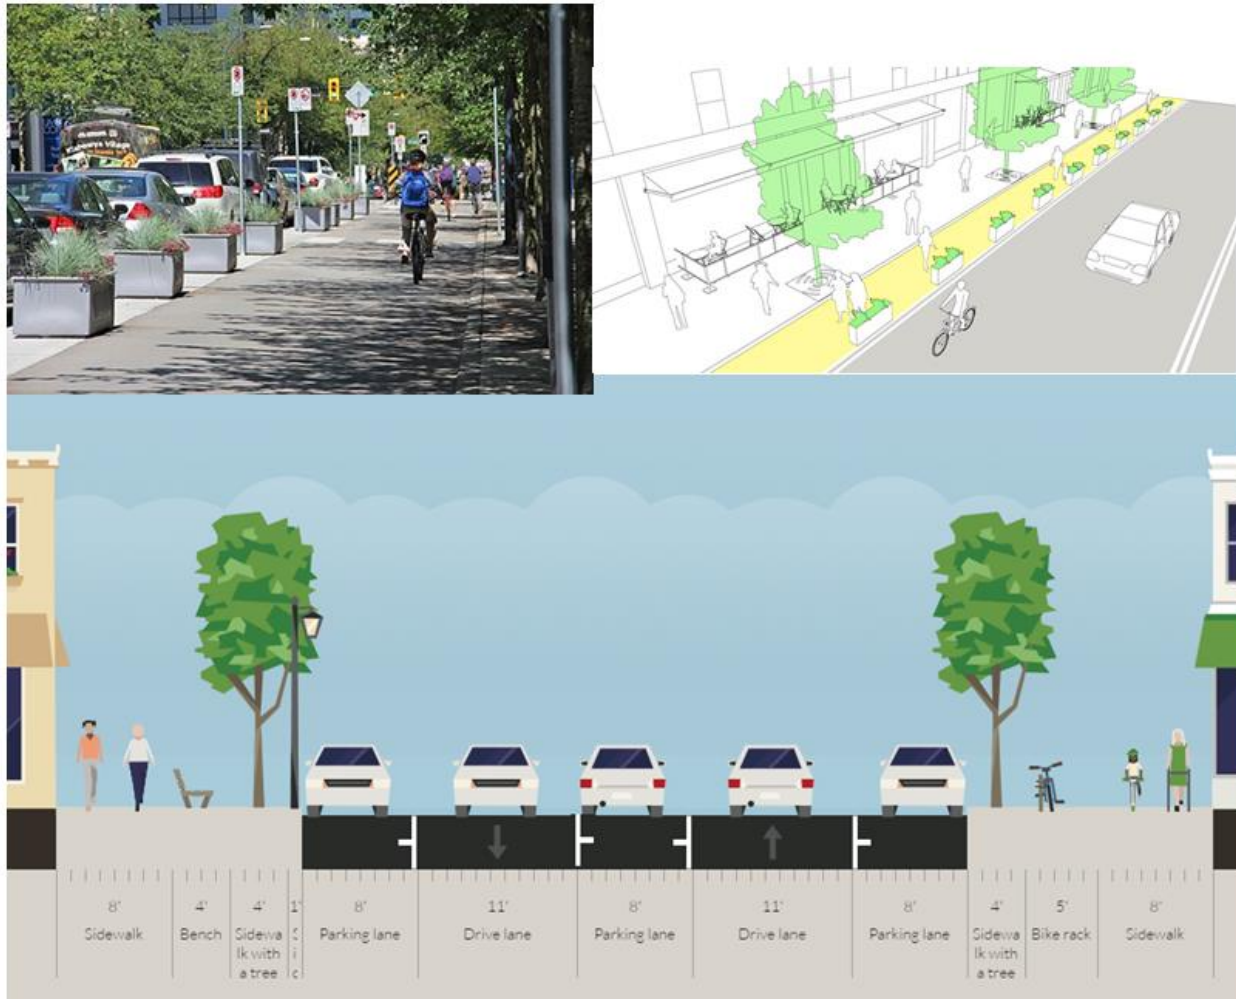 8' 4' 4' 1' 8' 11' 8' 11' 8' 4' 5' 8'
Sidewalk Bench Sidewa S Parking lane Drive lane Parking lane Drive lane Parking lane Sidewa Bike rack Sidewalk
lk with i lk with
a tree c a tree